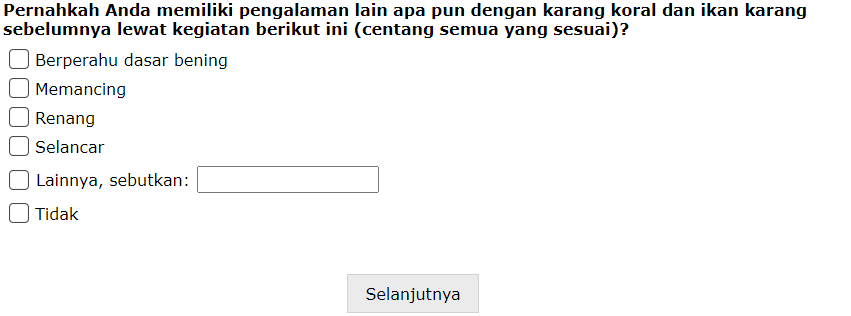 Pernahkah Anda memiliki pengalaman lain apa pun dengan karang koral dan ikan karang
sebelumnya lewat kegiatan berikut ini (centang semua yang sesuai)?
Berperahu dasar bening
Memancing
Renang
Selancar
Lainnya, sebutkan:
Tidak
Selanjutnya